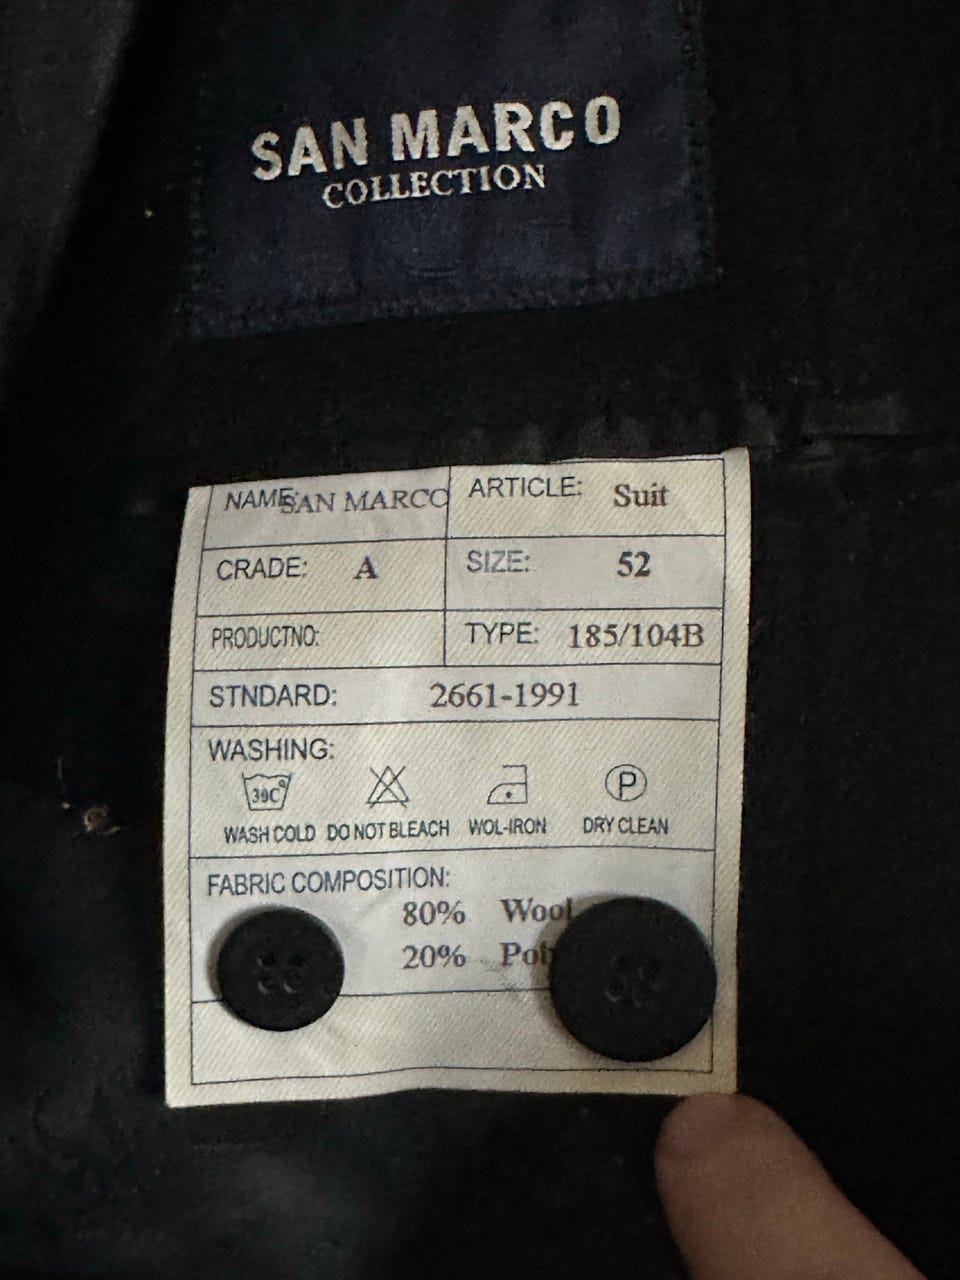 SAN MARCO
COLLECTION
NAME: SAN MARCO ARTICLE: Suit
CRADE: A SIZE: 52
PRODUCTNO: TYPE: 185/104B
STNDARD: 2661-1991
WASHING:
30C°
P
WASH COLD DO NOT BLEACH WOL-IRON DRY CLEAN
FABRIC COMPOSITION:
80% Wool
20%